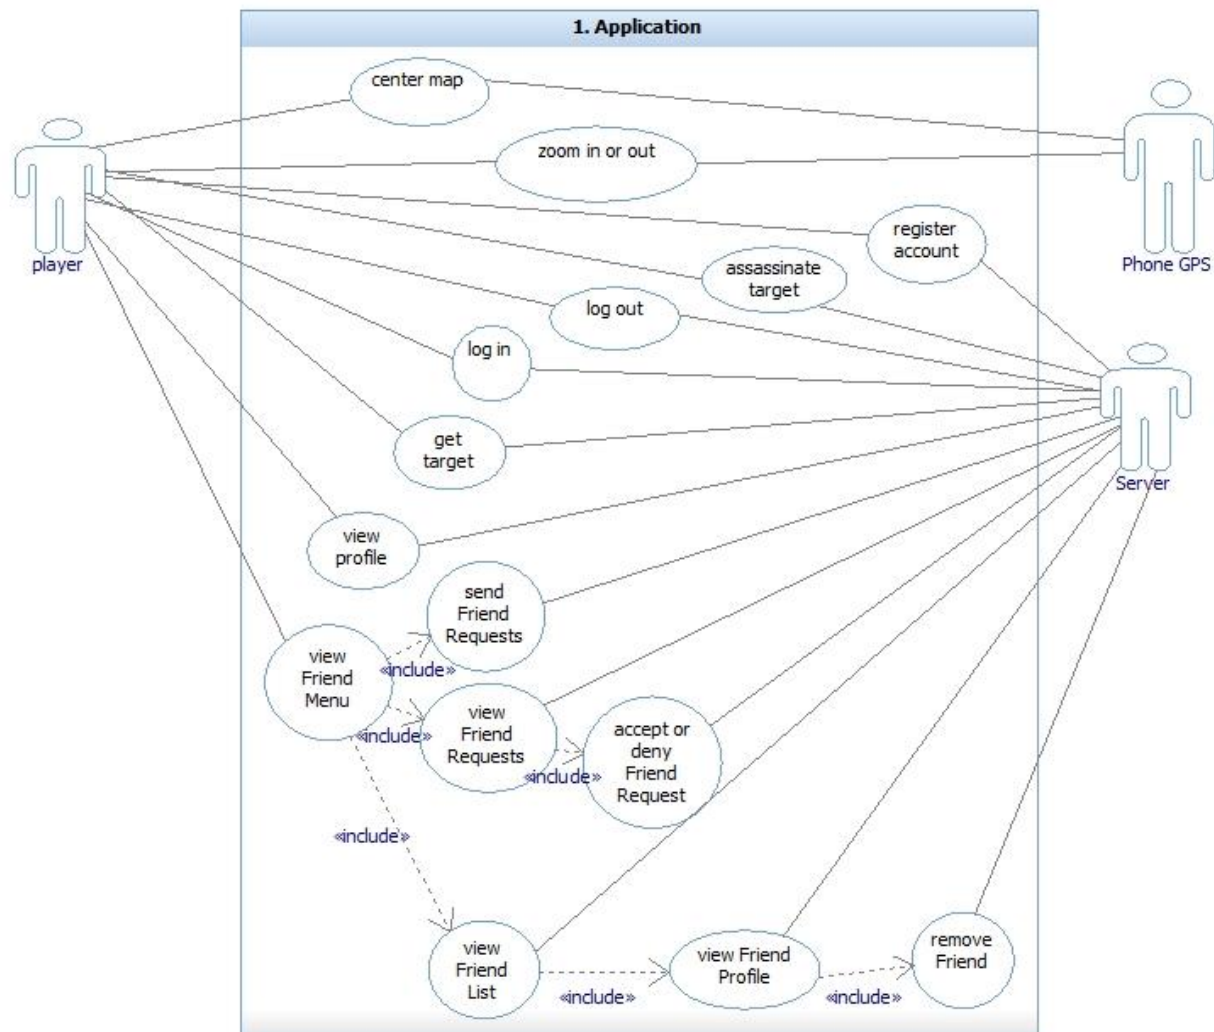 1. Application
center map
zoom in or out
player
register
account
Phone GPS
assassinate
target
log out
log in
get
target
Server
view
profile
send
Friend
Requests
«include»
view
Friend
Menu
view
Friend
Requests
«include»
accept or
deny
Friend
Request
«include»
«include»
view
Friend
List
«include»
view Friend
Profile
«include»
remove
Friend